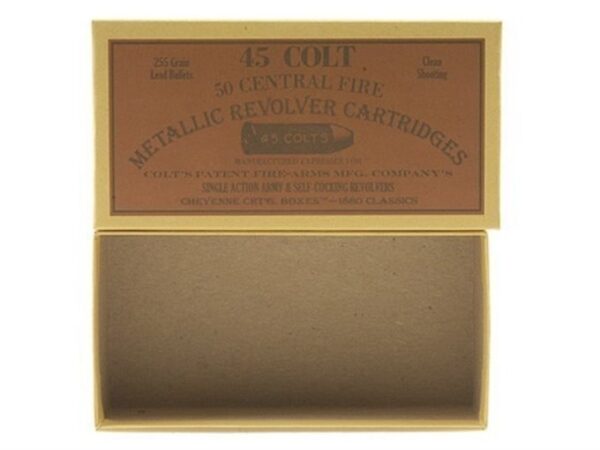 255 Grain
Lead Bullets
45 COLT
Clean
Shooting
50 CENTRAL FIRE
METALLIC REVOLVER CARTRIDGES
45 COLTS
MANUFACTURED EXPRESSLY FOR
COLT'S PATENT FIRE-ARMS MFG. COMPANY'S
SINGLE ACTION ARMY & SELF COCKING REVOLVERS
CHEYENNE CRT'G. BOXES™—1880 CLASSICS